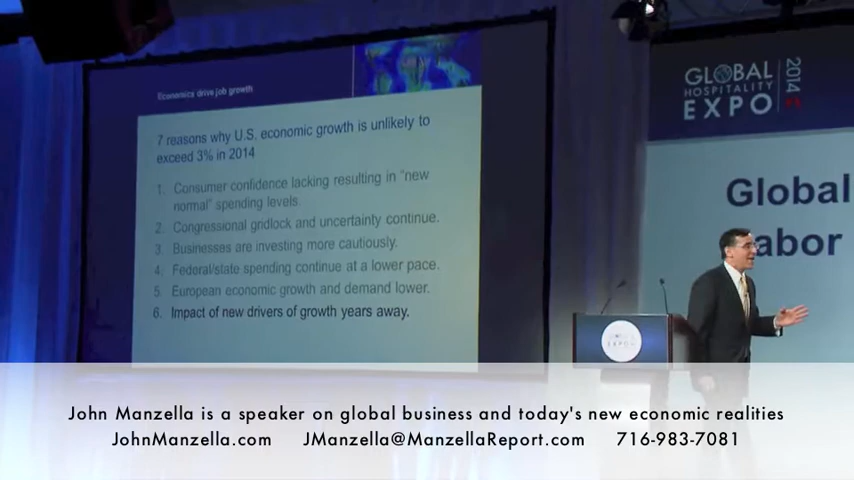 Economics drive job growth
7 reasons why U.S. economic growth is unlikely to
exceed 3% in 2014
1. Consumer confidence lacking resulting in "new
normal" spending levels.
2. Congressional gridlock and uncertainty continue.
3. Businesses are investing more cautiously.
4. Federal/state spending continue at a lower pace.
5. European economic growth and demand lower.
6. Impact of new drivers of growth years away.
GLOBAL
HOSPITALITY
EXPO
2014
Global
Labor
GLOBAL
EXPO
John Manzella is a speaker on global business and today's new economic realities
JohnManzella.com JManzella@ManzellaReport.com 716-983-7081